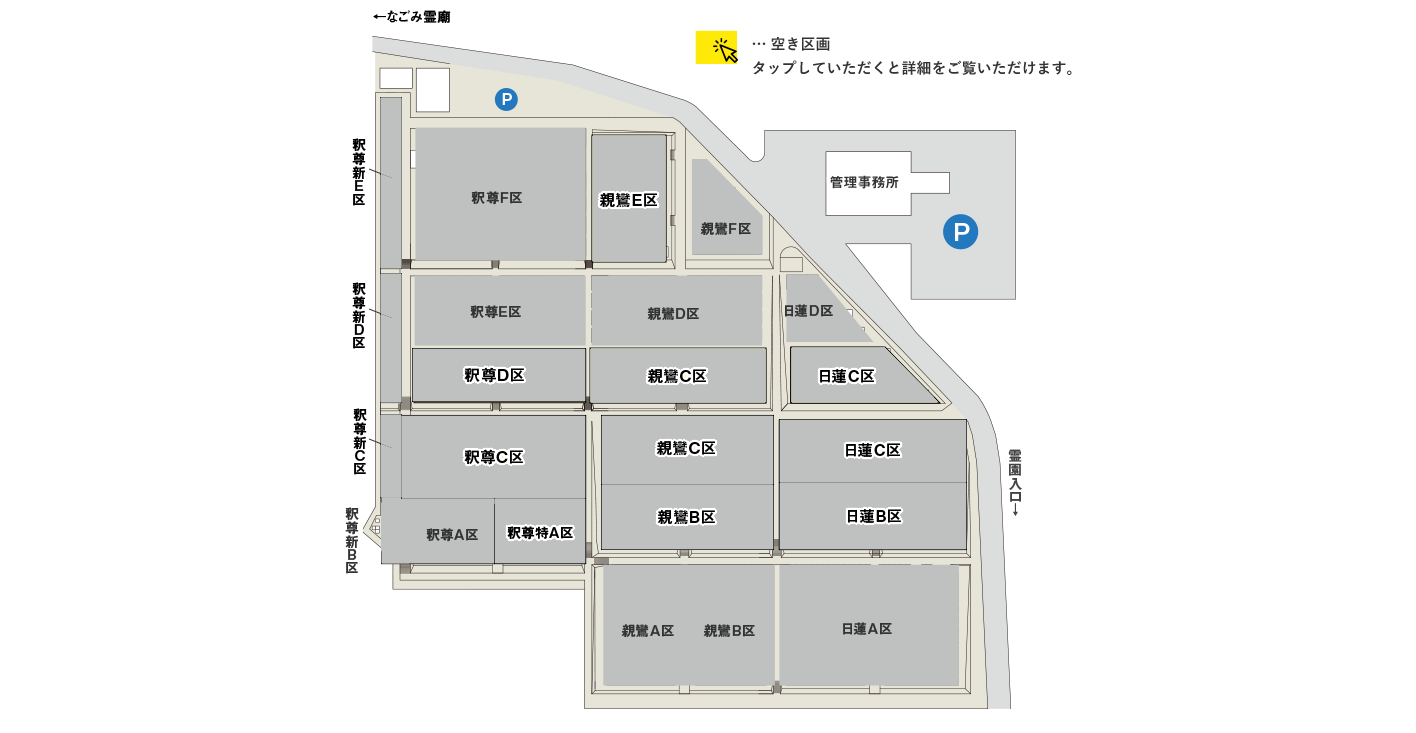 ←なごみ霊廟
… 空き区画
タップしていただくと詳細をご覧いただけます。
P
釈尊新E区
釈尊F区
親鸞E区
親鸞F区
管理事務所
P
釈尊新D区
釈尊E区
親鸞D区
日蓮D区
釈尊D区
親鸞C区
日蓮C区
釈尊新C区
釈尊C区
親鸞C区
日蓮C区
霊園入口→
釈尊新B区
釈尊A区
釈尊特A区
親鸞B区
日蓮B区
親鸞A区
親鸞B区
日蓮A区